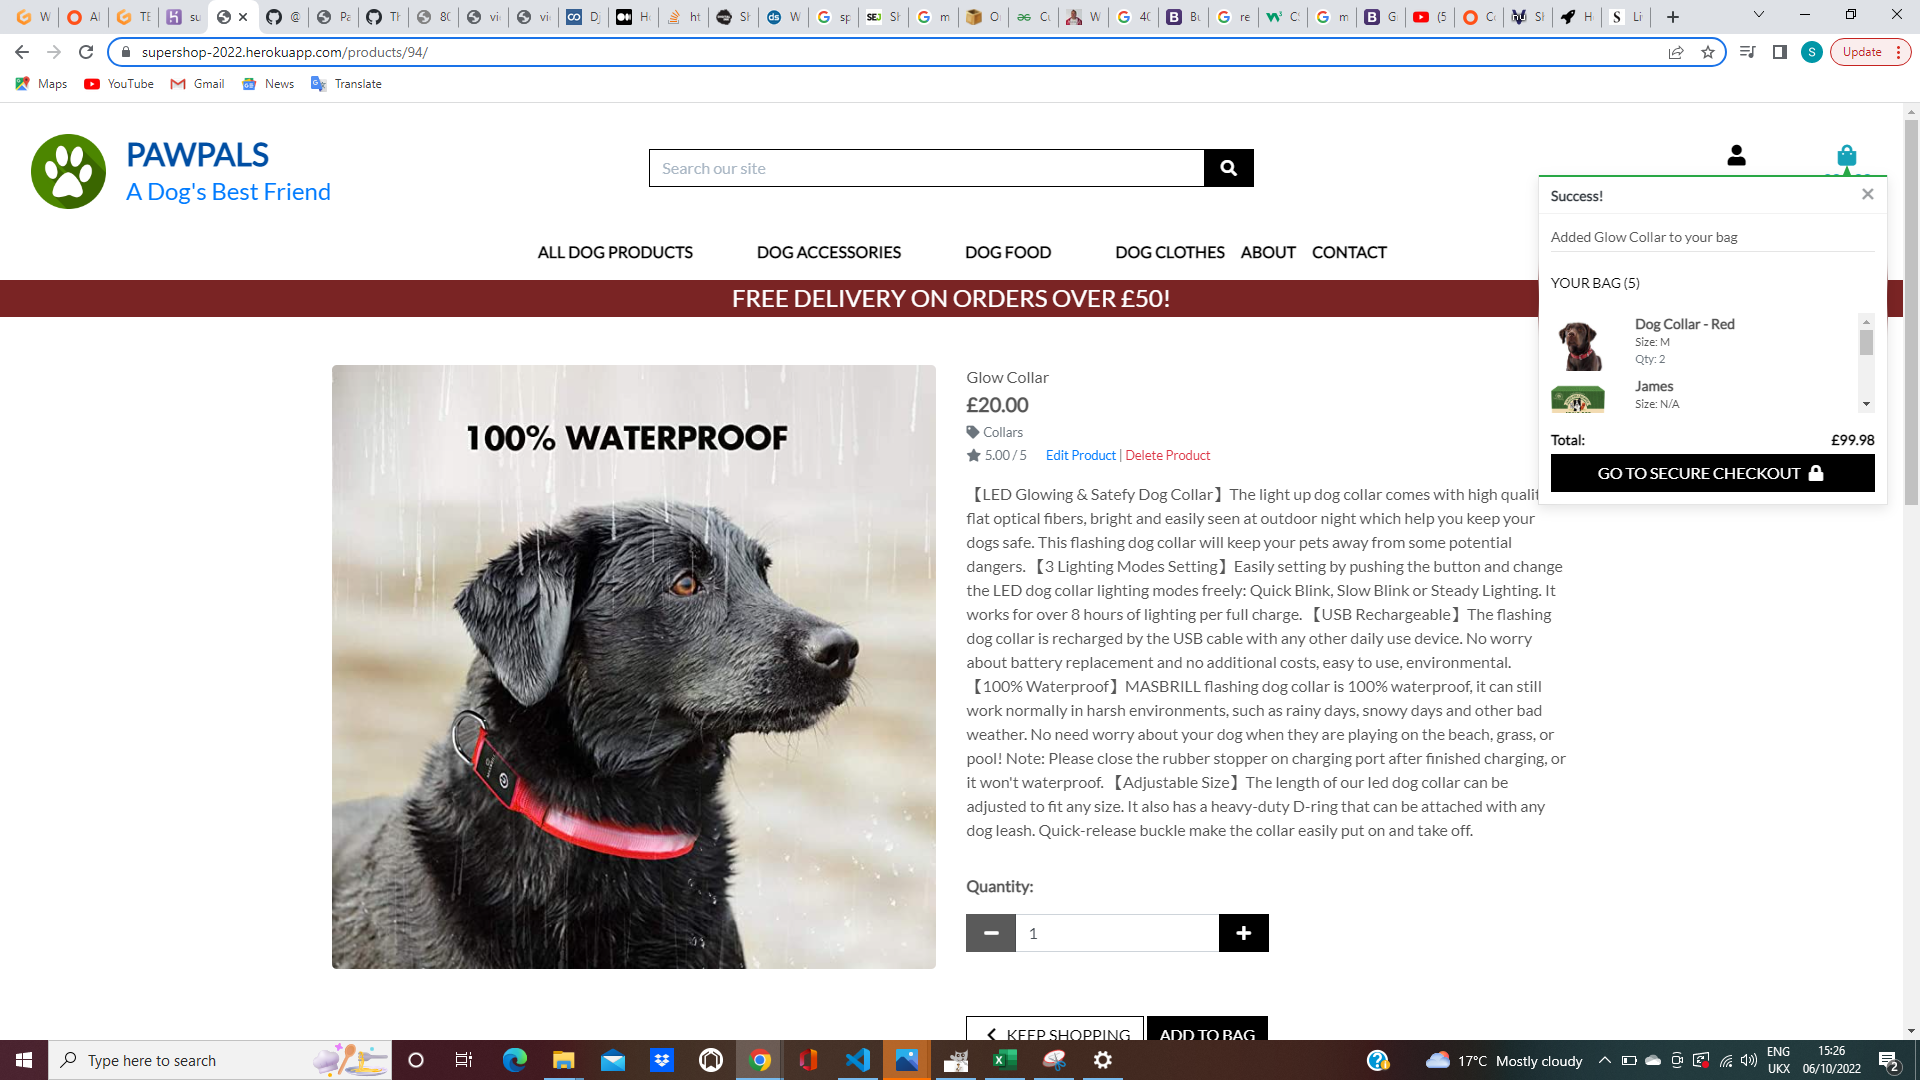 supershop-2022.herokuapp.com/products/94/
Update
Maps
YouTube
Gmail
News
Translate
PAWPALS
A Dog's Best Friend
Search our site
ALL DOG PRODUCTS
DOG ACCESSORIES
DOG FOOD
DOG CLOTHES
ABOUT
CONTACT
FREE DELIVERY ON ORDERS OVER £50!
Success!
Added Glow Collar to your bag
YOUR BAG (5)
Dog Collar - Red
Size: M
Qty: 2
James
Size: N/A
Total: £99.98
GO TO SECURE CHECKOUT
100% WATERPROOF
Glow Collar
£20.00
Collars
5.00 / 5 Edit Product | Delete Product
【LED Glowing & Satefy Dog Collar】The light up dog collar comes with high
flat optical fibers, bright and easily seen at outdoor night which help you keep your
dogs safe. This flashing dog collar will keep your pets away from some potential
dangers. 【3 Lighting Modes Setting】Easily setting by pushing the button and change
the LED dog collar lighting modes freely: Quick Blink, Slow Blink or Steady Lighting. It
works for over 8 hours of lighting per full charge. 【USB Rechargeable】The flashing
dog collar is recharged by the USB cable with any other daily use device. No worry
about battery replacement and no additional costs, easy to use, environmental.
【100% Waterproof】MASBRILL flashing dog collar is 100% waterproof, it can still
work normally in harsh environments, such as rainy days, snowy days and other bad
weather. No need worry about your dog when they are playing on the beach, grass, or
pool! Note: Please close the rubber stopper on charging port after finished charging, or
it won't waterproof. 【Adjustable Size】The length of our led dog collar can be
adjusted to fit any size. It also has a heavy-duty D-ring that can be attached with any
dog leash. Quick-release buckle make the collar easily put on and take off.
Quantity:
1
KEEP SHOPPING
ADD TO BAG
Type here to search
17°C Mostly cloudy
ENG
UKX
15:26
06/10/2022
2